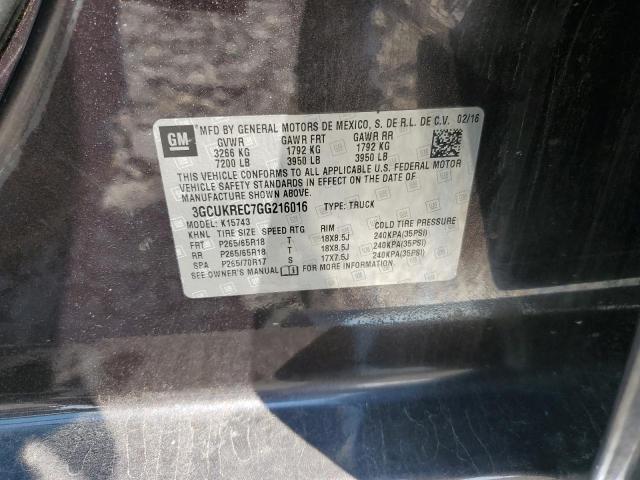 GM MFD BY GENERAL MOTORS DE MEXICO, S. DE R.L. DE C.V. 02/16
GVWR GAWR FRT GAWR RR
3266 KG 1792 KG 1792 KG
7200 LB 3950 LB 3950 LB
THIS VEHICLE CONFORMS TO ALL APPLICABLE U.S. FEDERAL MOTOR
VEHICLE SAFETY STANDARDS IN EFFECT ON THE DATE OF
MANUFACTURE SHOWN ABOVE.
3GCUKREC7GG216016 TYPE: TRUCK
MODEL: K15743
KHNL TIRE SIZE SPEED RTG RIM COLD TIRE PRESSURE
FRT P265/65R18 T 18X8.5J 240KPA(35PSI)
RR P265/65R18 T 18X8.5J 240KPA(35PSI)
SPA P265/70R17 T 17X7.5J 240KPA(35PSI)
SEE OWNER'S MANUAL FOR MORE INFORMATION.